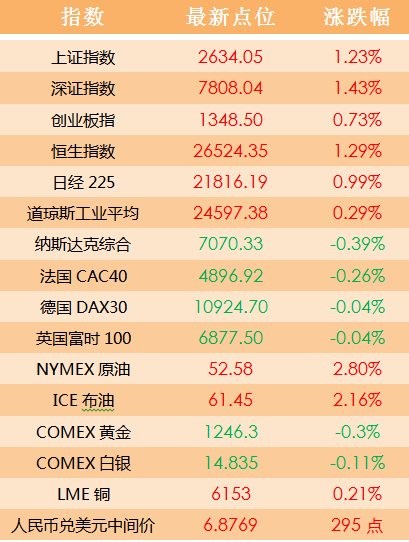 指数 最新点位 涨跌幅
上证指数 2634.05 1.23%
深证指数 7808.04 1.43%
创业板指 1348.50 0.73%
恒生指数 26524.35 1.29%
日经 225 21816.19 0.99%
道琼斯工业平均 24597.38 0.29%
纳斯达克综合 7070.33 -0.39%
法国 CAC40 4896.92 -0.26%
德国 DAX30 10924.70 -0.04%
英国富时 100 6877.50 -0.04%
NYMEX 原油 52.58 2.80%
ICE 布油 61.45 2.16%
COMEX 黄金 1246.3 -0.3%
COMEX 白银 14.835 -0.11%
LME 铜 6153 0.21%
人民币兑美元中间价 6.8769 295 点